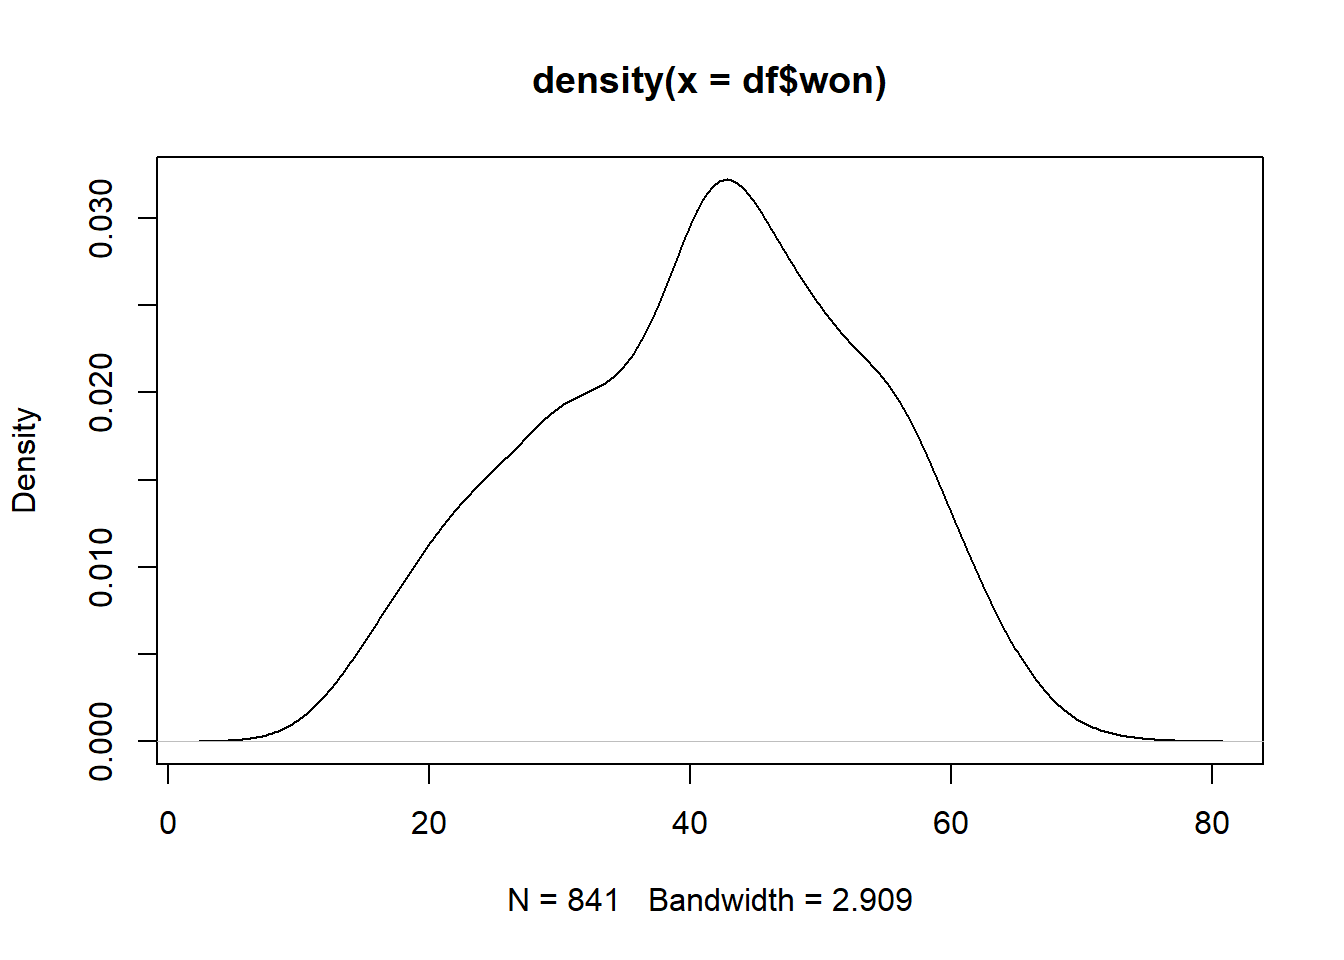 density(x = df$won)
Density
0.030
0.020
0.010
0.000
0 20 40 60 80
N = 841 Bandwidth = 2.909